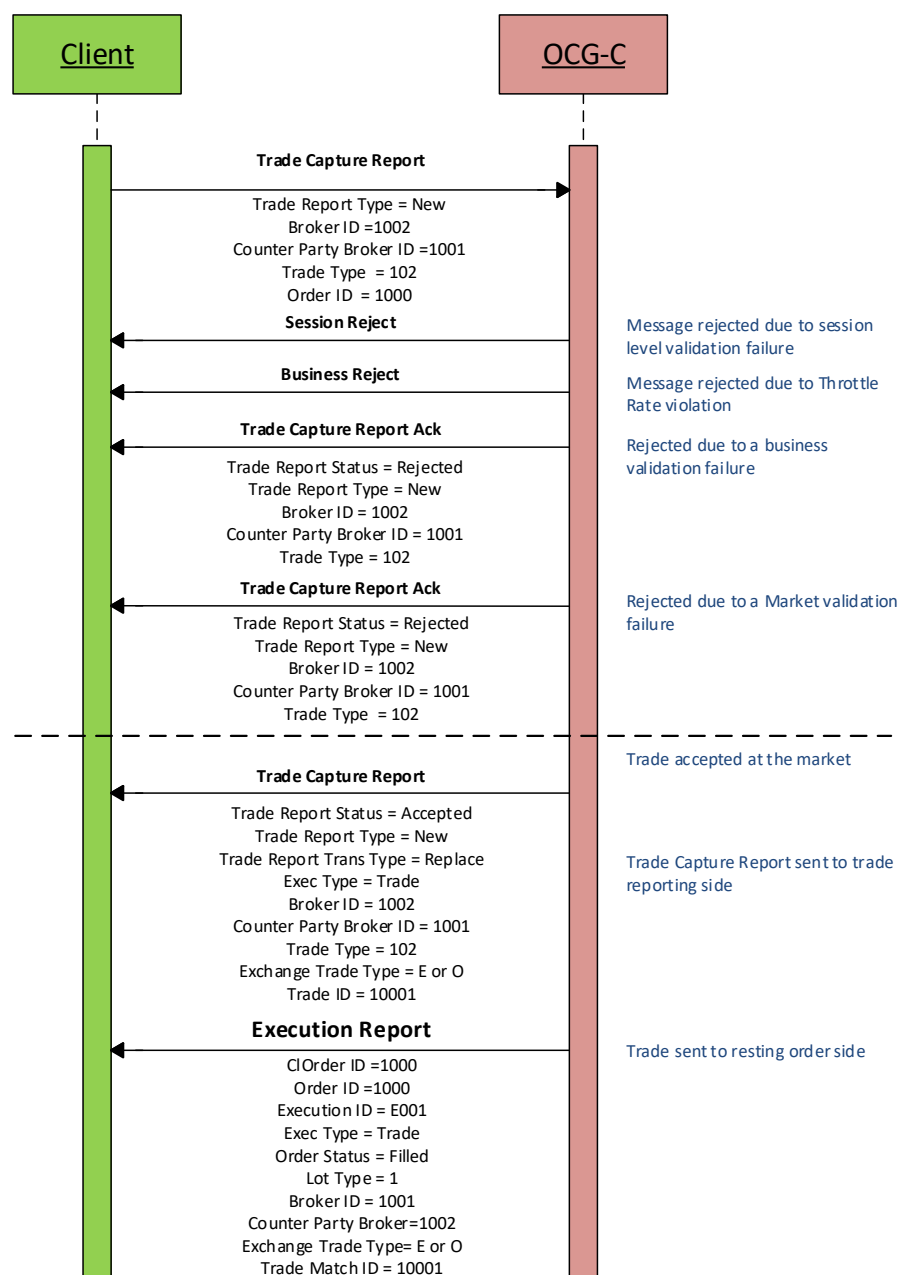 Client
OCG-C
Trade Capture Report
Trade Report Type = New
Broker ID =1002
Counter Party Broker ID =1001
Trade Type  = 102
Order ID  = 1000
Session Reject
Message rejected due to session
level validation failure
Business Reject
Message rejected due to Throttle
Rate violation
Trade Capture Report Ack
Rejected due to a business
validation failure
Trade Report Status = Rejected
Trade Report Type = New
Broker ID = 1002
Counter Party Broker ID = 1001
Trade Type = 102
Trade Capture Report Ack
Rejected due to a Market validation
failure
Trade Report Status = Rejected
Trade Report Type = New
Broker ID = 1002
Counter Party Broker ID = 1001
Trade Type  = 102
Trade accepted at the market
Trade Capture Report
Trade Report Status = Accepted
Trade Report Type = New
Trade Report Trans Type = Replace
Exec Type = Trade
Broker ID = 1002
Counter Party Broker ID = 1001
Trade Type = 102
Exchange Trade Type = E or O
Trade ID = 10001
Trade Capture Report sent to trade
reporting side
Execution Report
Trade sent to resting order side
ClOrder ID =1000
Order ID =1000
Execution ID = E001
Exec Type = Trade
Order Status = Filled
Lot Type = 1
Broker ID = 1001
Counter Party Broker=1002
Exchange Trade Type= E or O
Trade Match ID = 10001